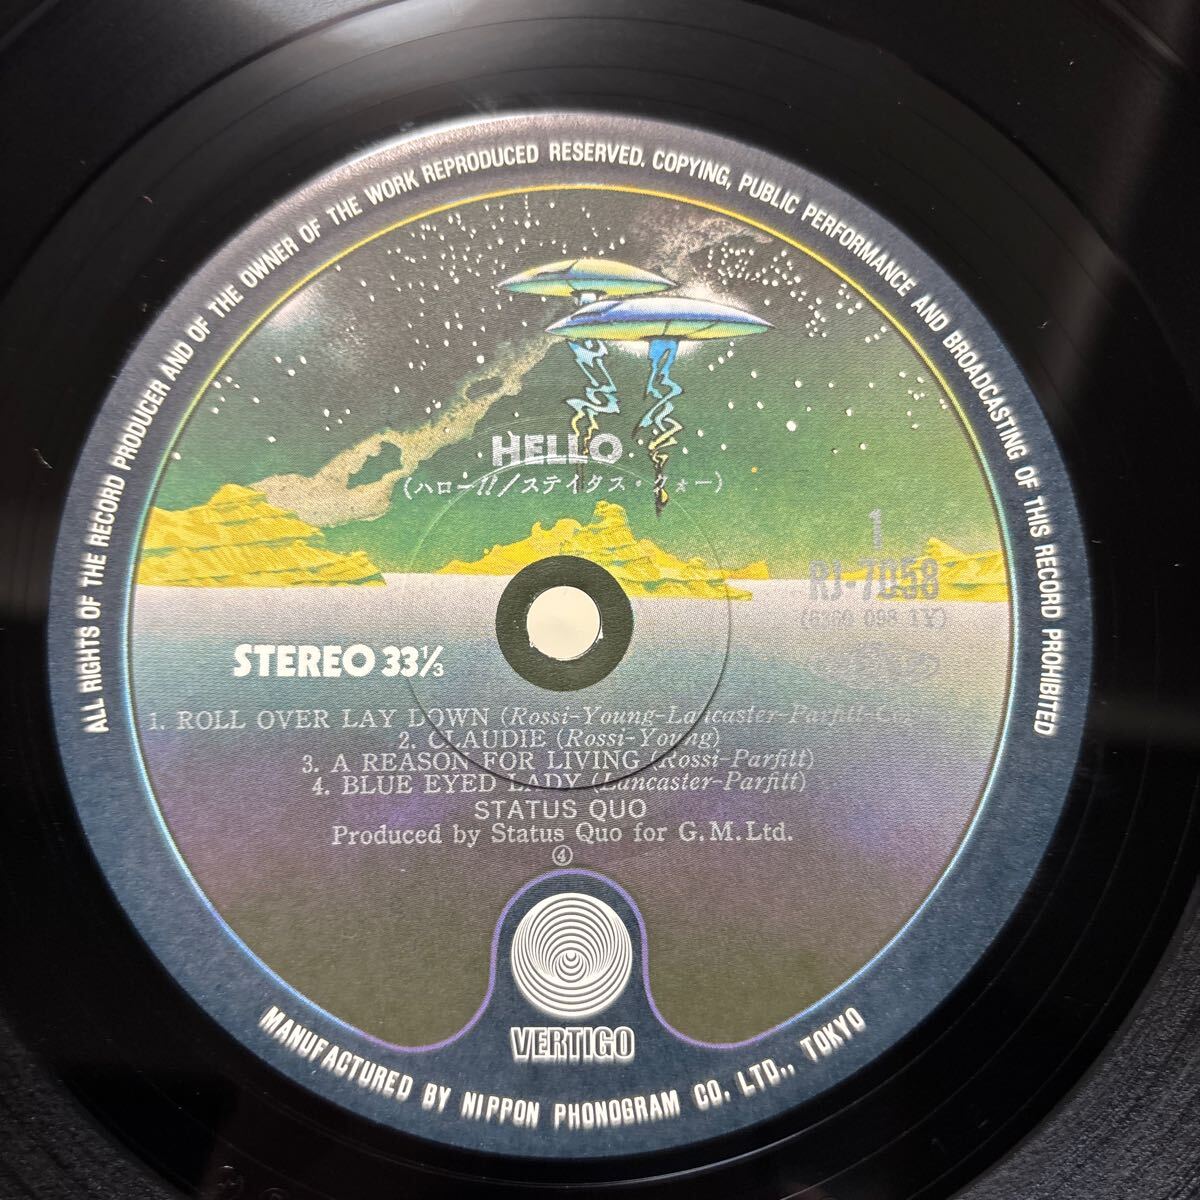 ALL RIGHTS OF THE RECORD PRODUCER AND OF THE OWNER OF THE WORK REPRODUCED RESERVED. COPYING, PUBLIC PERFORMANCE AND BROADCASTING OF THIS RECORD PROHIBITED
HELLO
(ハロー!!/ステイタス・クォー)
1
RJ-7058
(6360 098 1Y)
STEREO 33⅓
1. ROLL OVER LAY DOWN (Rossi-Young-Lancaster-Parfitt-
2. CLAUDIE (Rossi-Young)
3. A REASON FOR LIVING (Rossi-Parfitt)
4. BLUE EYED LADY (Lancaster-Parfitt)
STATUS QUO
Produced by Status Quo for G.M.Ltd.
④
VERTIGO
MANUFACTURED BY NIPPON PHONOGRAM CO, LTD., TOKYO